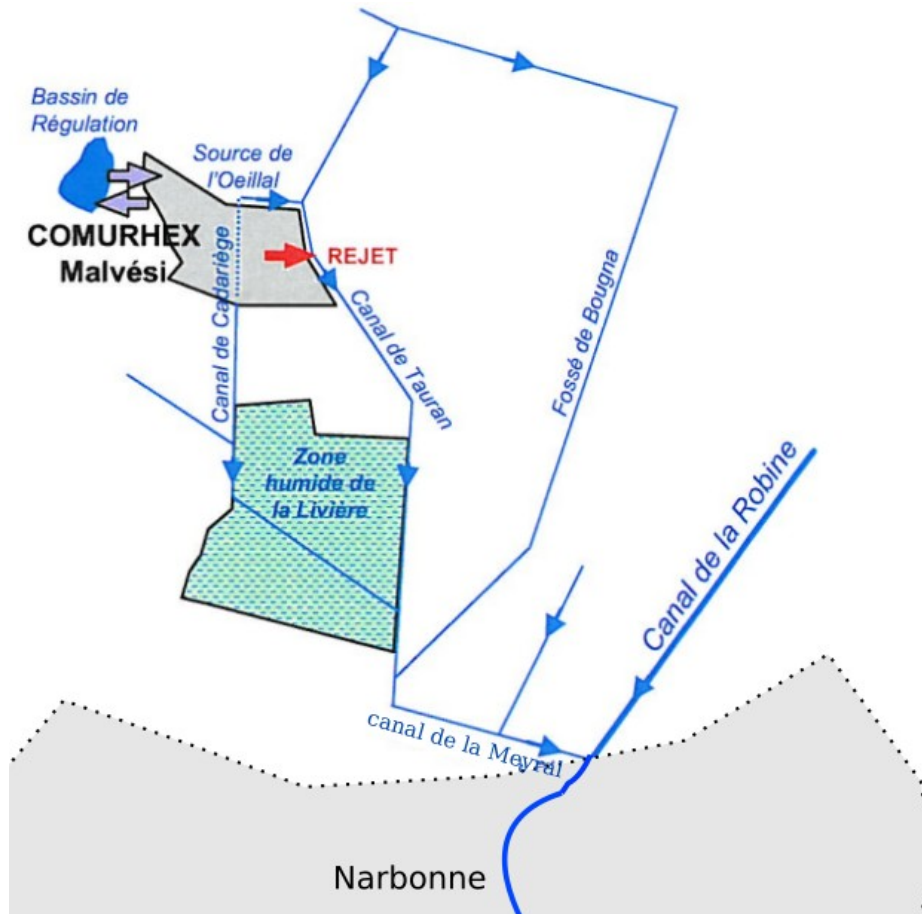 Bassin de
Régulation
Source de
l'Oeillal
COMURHEX
Malvési
REJET
Canal de Cadariège
Canal de Tauran
Fossé de Bougna
Zone
humide de
la Livière
Canal de la Robine
canal de la Meyral
Narbonne